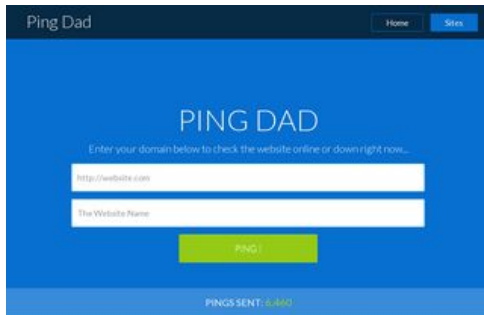 Ping Dad
Home
Sites
PING DAD
Enter your domain below to check the website online or down right now...
http://website.com
The Website Name
PING !
PINGS SENT: 6,460